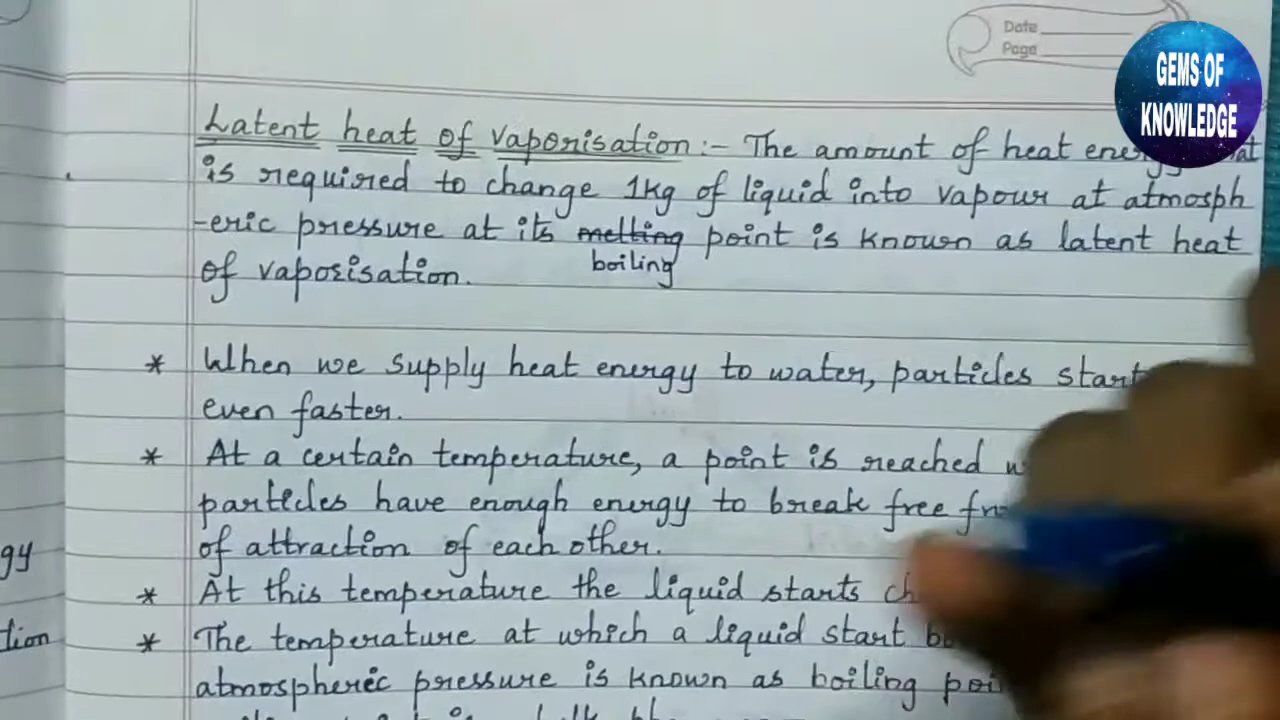 Date
Page
GEMS OF
KNOWLEDGE
Latent heat of vaporisation :- The amount of heat energy
is required to change 1kg of liquid into vapour at atmosph
-eric pressure at its melting point is known as latent heat
boiling
of vaporisation.
* When we supply heat energy to water, particles start
even faster.
* At a certain temperature, a point is reached
particles have enough energy to break free
of attraction of each other.
* At this temperature the liquid starts
* The temperature at which a liquid start
atmospheric pressure is known as boiling
gy
tion